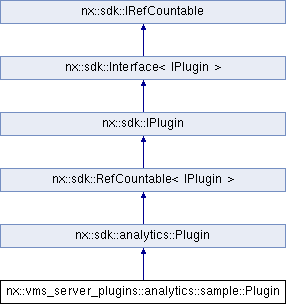 nx::sdk::IRefCountable
nx::sdk::Interface< IPlugin >
nx::sdk::IPlugin
nx::sdk::RefCountable< IPlugin >
nx::sdk::analytics::Plugin
nx::vms_server_plugins::analytics::sample::Plugin